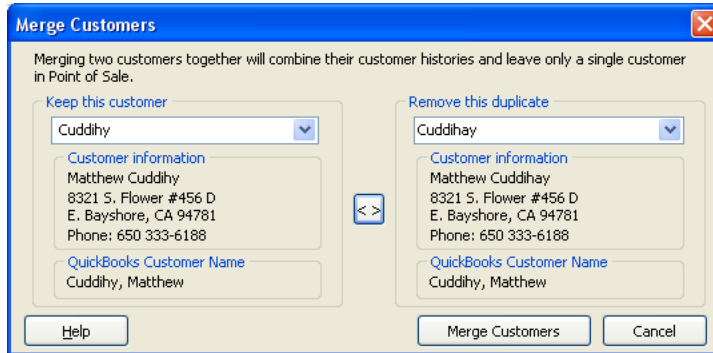 Merge Customers
Merging two customers together will combine their customer histories and leave only a single customer
in Point of Sale.
Keep this customer
Cuddihy
Customer information
Matthew Cuddihy
8321 S. Flower #456 D
E. Bayshore, CA 94781
Phone: 650 333-6188
QuickBooks Customer Name
Cuddihy, Matthew
< >
Remove this duplicate
Cuddihay
Customer information
Matthew Cuddihay
8321 S. Flower #456 D
E. Bayshore, CA 94781
Phone: 650 333-6188
QuickBooks Customer Name
Cuddihy, Matthew
Help
Merge Customers
Cancel